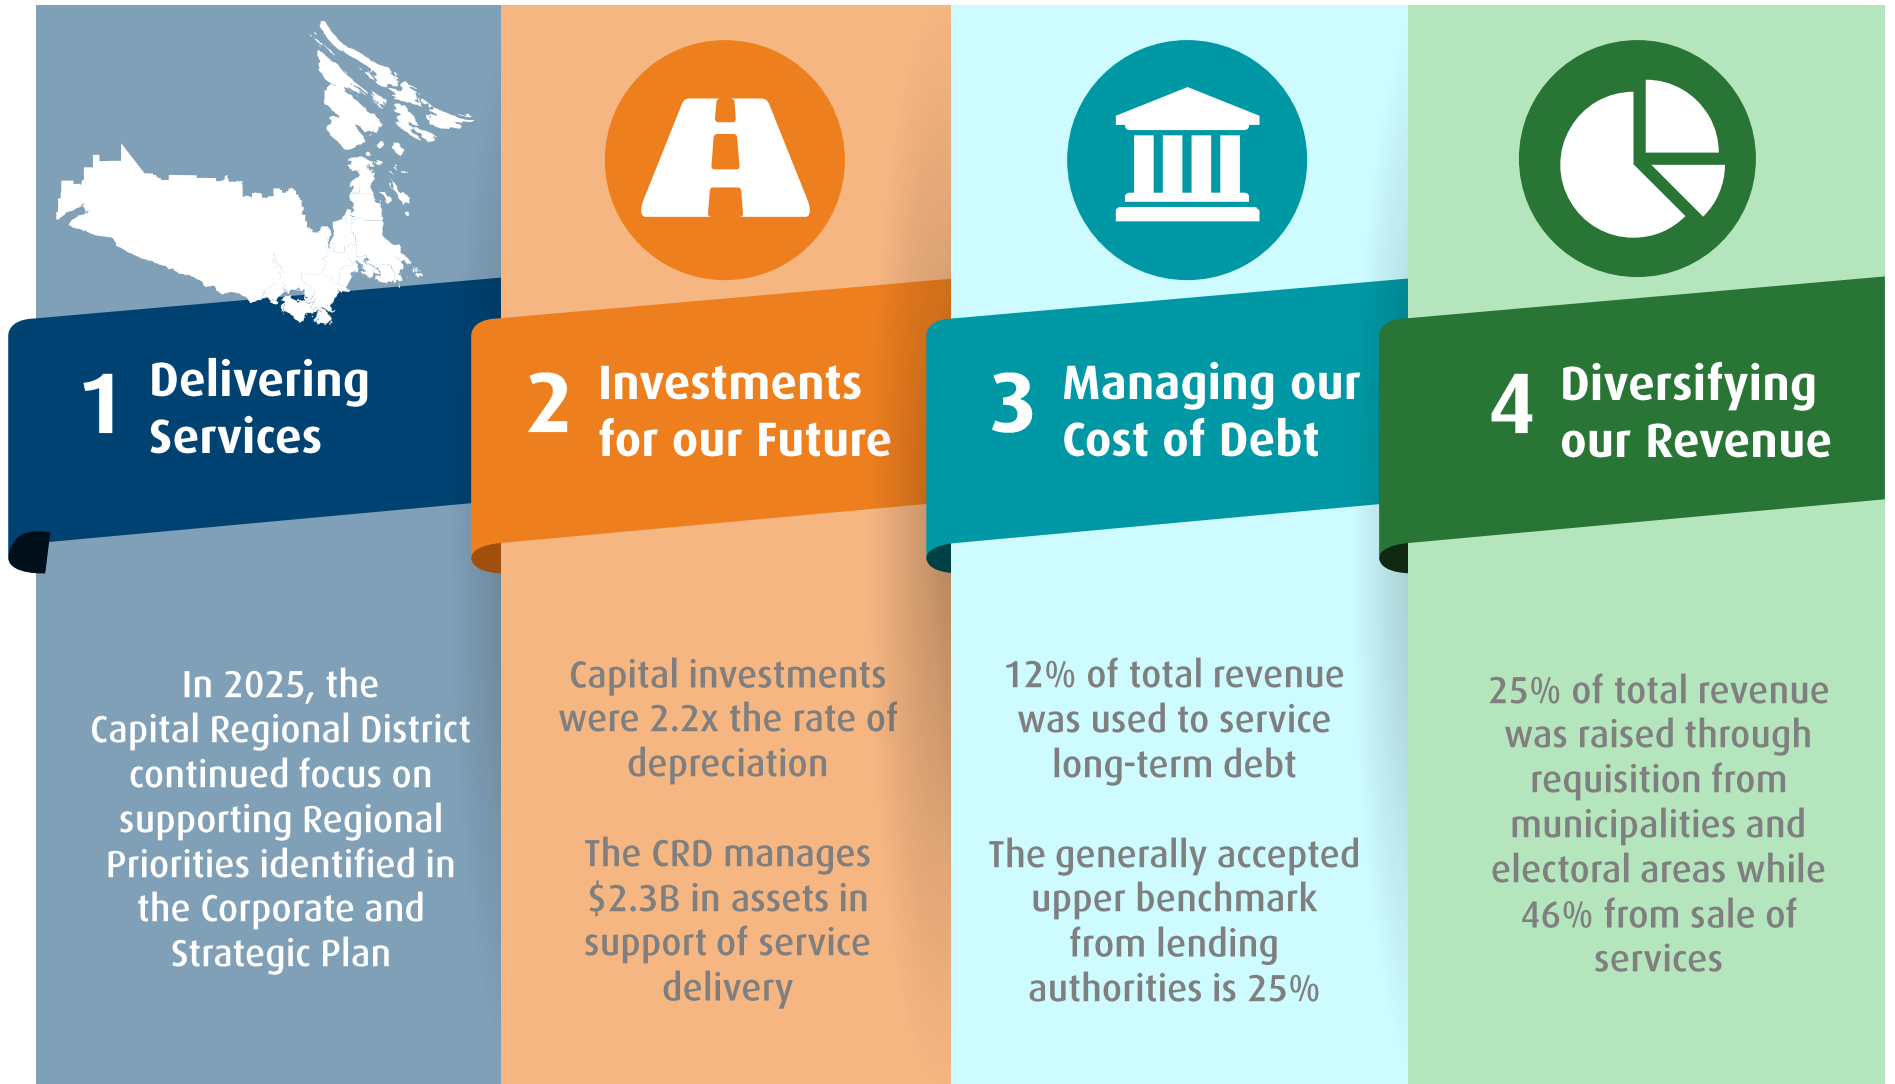 1
Delivering
Services
In 2025, the
Capital Regional District
continued focus on
supporting Regional
Priorities identified in
the Corporate and
Strategic Plan
2
Investments
for our Future
Capital investments
were 2.2x the rate of
depreciation
The CRD manages
$2.3B in assets in
support of service
delivery
3
Managing our
Cost of Debt
12% of total revenue
was used to service
long-term debt
The generally accepted
upper benchmark
from lending
authorities is 25%
4
Diversifying
our Revenue
25% of total revenue
was raised through
requisition from
municipalities and
electoral areas while
46% from sale of
services